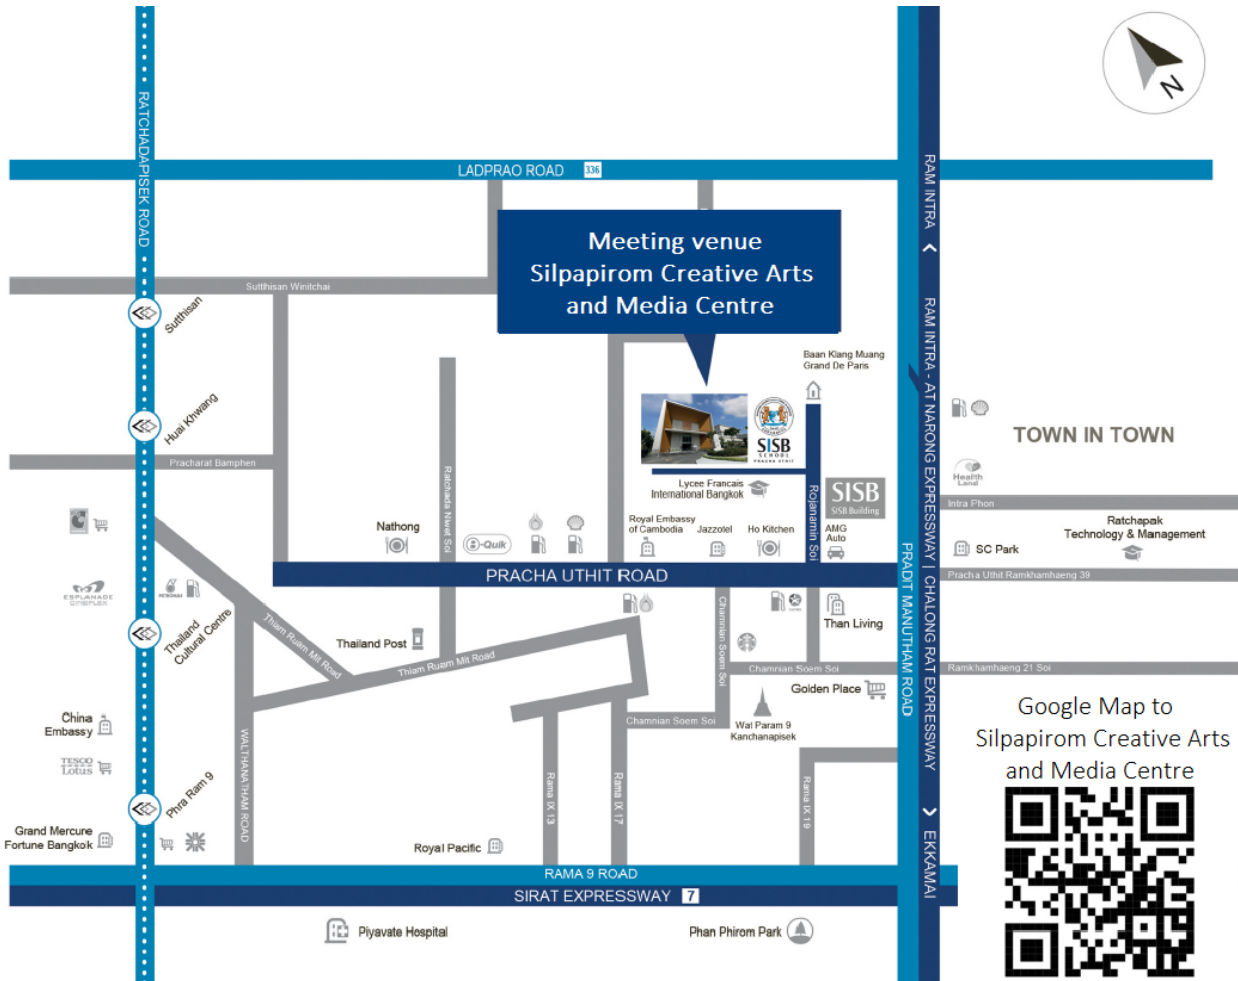 N
RATCHADAPISEK ROAD
LADPRAO ROAD 336
RAM INTRA
Meeting venue
Silpapirom Creative Arts
and Media Centre
Sutthisan Winitchai
Sutthisan
RAM INTRA - AT NARONG EXPRESSWAY | CHALONG RAT EXPRESSWAY
Baan Klang Muang
Grand De Paris
Huai Khwang
SISB
SCHOOL
PRACHA UTHIT
TOWN IN TOWN
Pracharat Bamphen
Ratchada Niwet Soi
Health
Land
Lycee Francais
International Bangkok
Rojanamin Soi
SISB
SISB Building
Intra Phon
Nathong
B-Quik
Royal Embassy
of Cambodia
Jazzotel
Ho Kitchen
AMG
Auto
Ratchapak
Technology & Management
SC Park
PRACHA UTHIT ROAD
Pracha Uthit Ramkhamhaeng 39
PRADIT MANUTHAM ROAD
ESPLANADE
CINEPLEX
PETRONAS
Thailand
Cultural Centre
Thiam Ruam Mit Road
Thailand Post
Thiam Ruam Mit Road
Chamnian Soem Soi
Than Living
Chamnian Soem Soi
Ramkhamhaeng 21 Soi
Golden Place
China
Embassy
WALTHANATHAM ROAD
Chamnian Soem Soi
Wat Param 9
Kanchanapisek
Google Map to
Silpapirom Creative Arts
and Media Centre
TESCO
Lotus
Phra Ram 9
Rama IX 13
Rama IX 17
Rama IX 19
Grand Mercure
Fortune Bangkok
Royal Pacific
EKKAMAI
RAMA 9 ROAD
SIRAT EXPRESSWAY 7
Piyavate Hospital
Phan Phirom Park